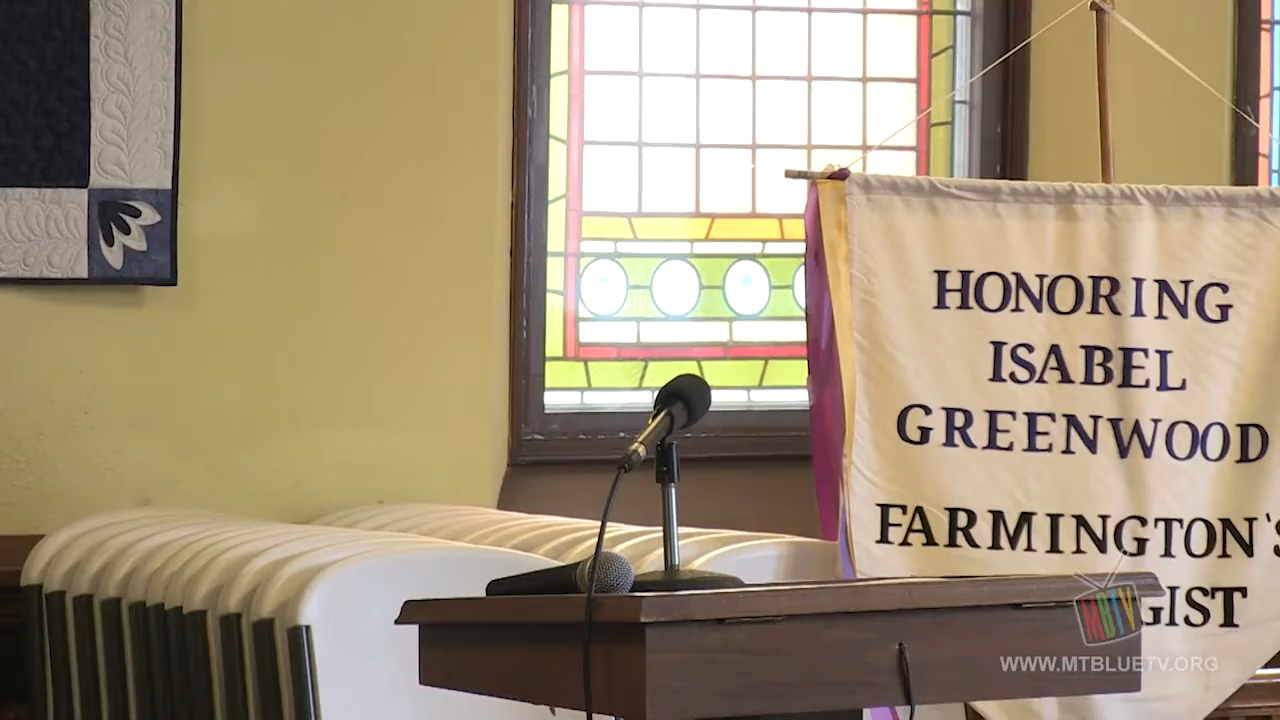 HONORING
ISABEL
GREENWOOD
FARMINGTON'S
GIST
MBTV
WWW.MTBLUETV.ORG